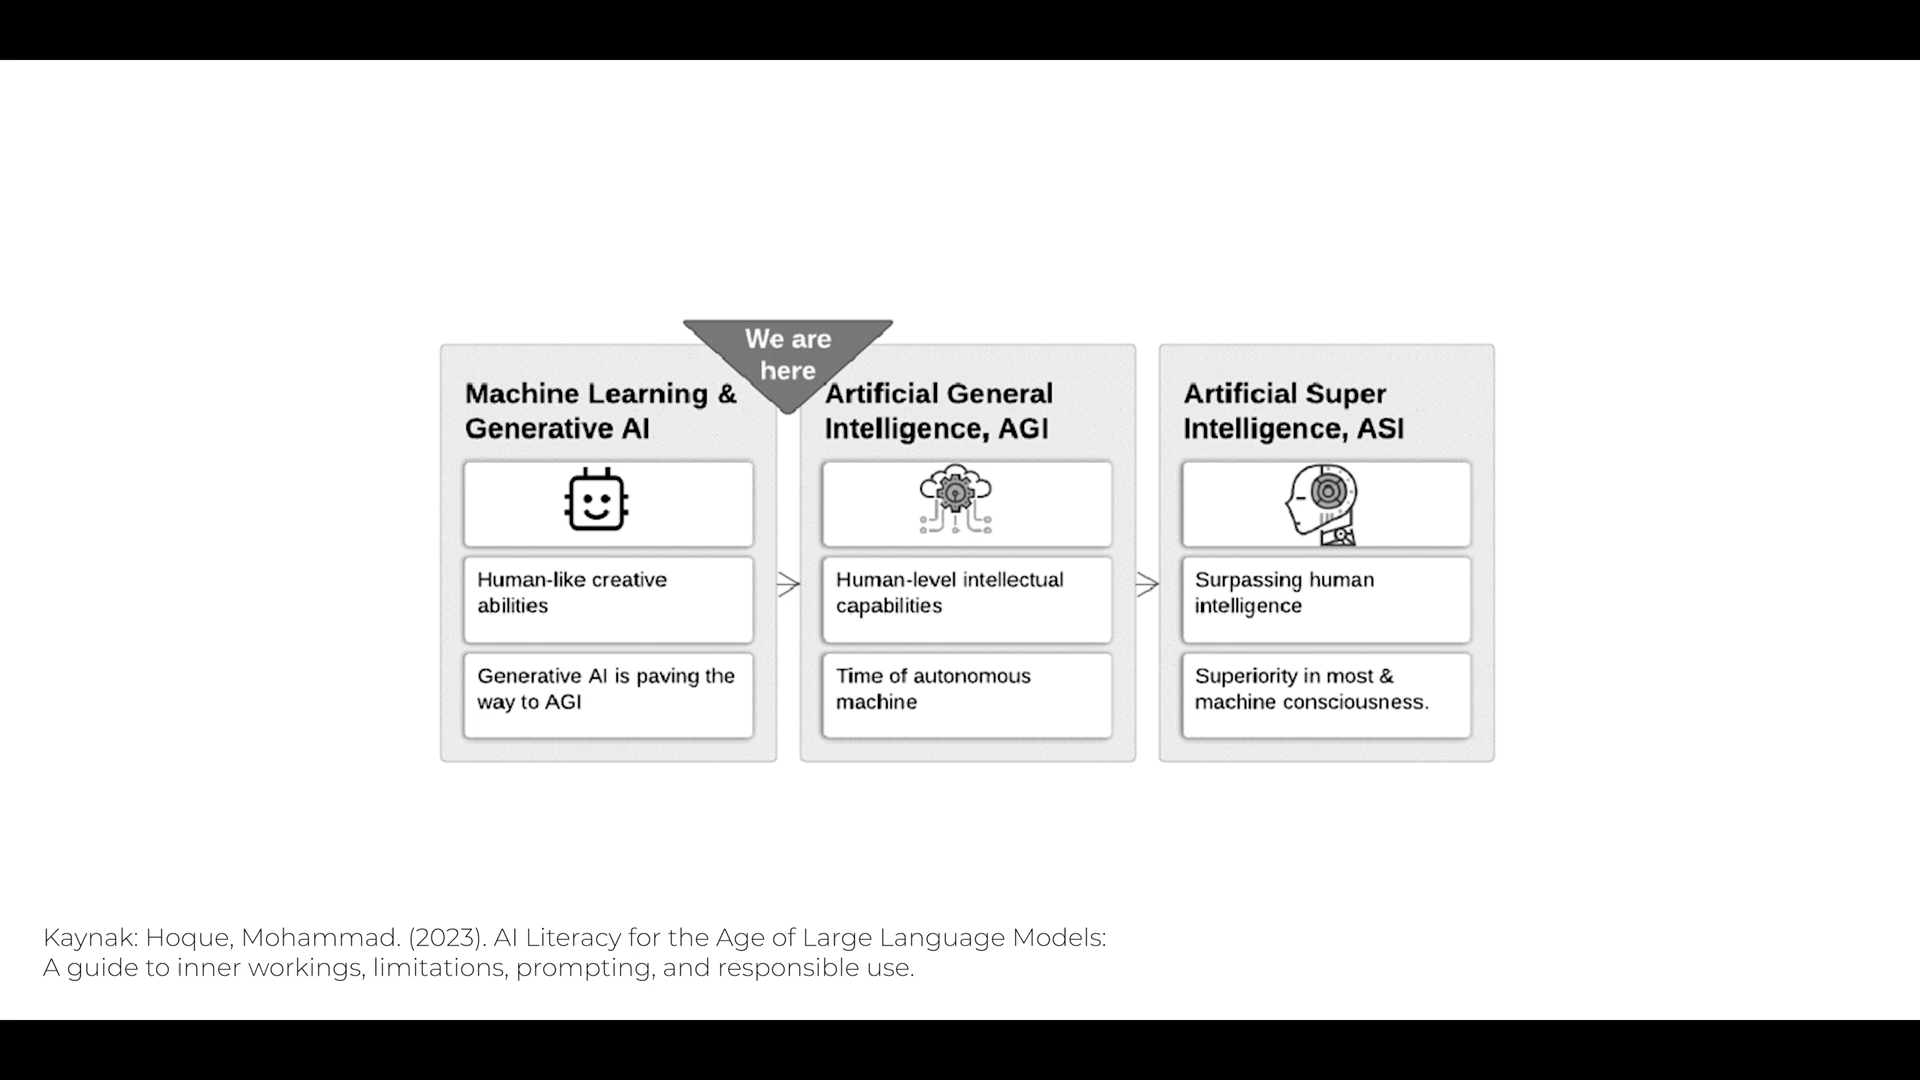 We are
here
Machine Learning &
Generative AI
Human-like creative
abilities
Generative AI is paving the
way to AGI
Artificial General
Intelligence, AGI
Human-level intellectual
capabilities
Time of autonomous
machine
Artificial Super
Intelligence, ASI
Surpassing human
intelligence
Superiority in most &
machine consciousness.
Kaynak: Hoque, Mohammad. (2023). AI Literacy for the Age of Large Language Models:
A guide to inner workings, limitations, prompting, and responsible use.